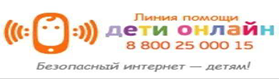 Линия помощи
дети онлайн
8 800 25 000 15
Безопасный интернет — детям!